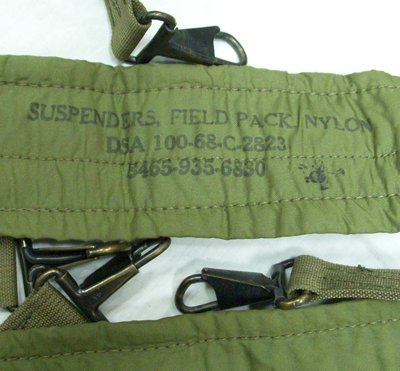 SUSPENDERS, FIELD PACK, NYLON
DSA 100-68-C-2823
8465-935-6830